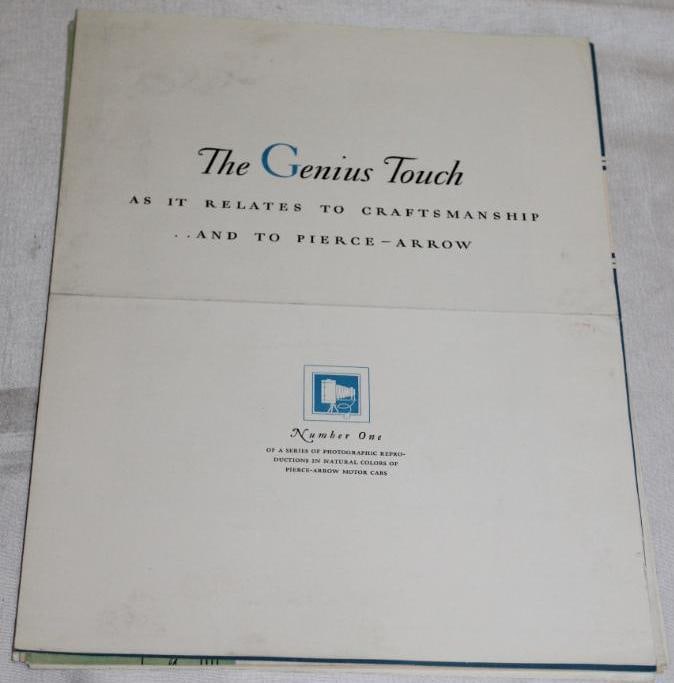 The Genius Touch
AS IT RELATES TO CRAFTSMANSHIP
..AND TO PIERCE-ARROW
Number One
OF A SERIES OF PHOTOGRAPHIC REPRO-
DUCTIONS IN NATURAL COLORS OF
PIERCE-ARROW MOTOR CARS